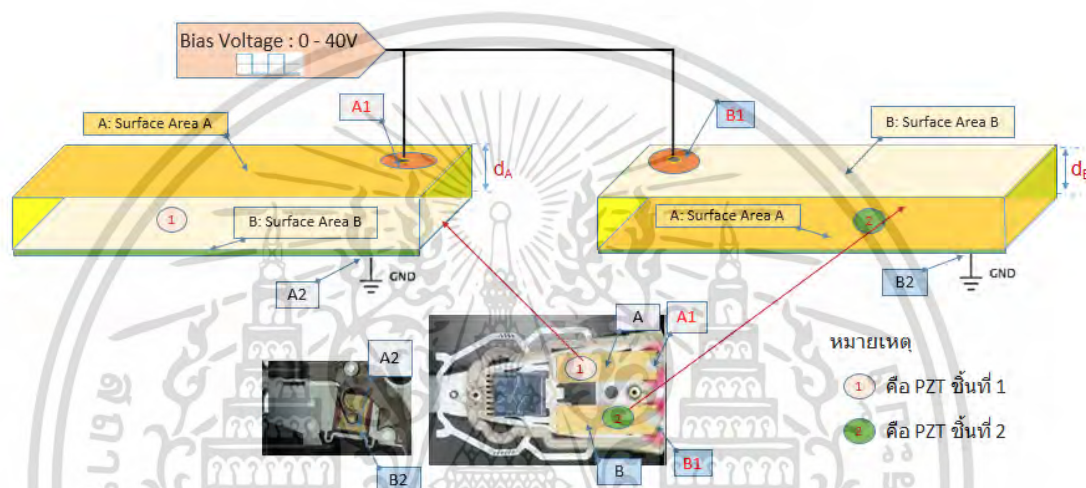 Bias Voltage : 0 - 40V
A1
B1
A: Surface Area A
B: Surface Area B
dA
dB
1
B: Surface Area B
A: Surface Area A
2
GND
A2
GND
B2
A
A1
A2
1
2
B2
B
B1
หมายเหตุ
1 คือ PZT ชิ้นที่ 1
2 คือ PZT ชิ้นที่ 2